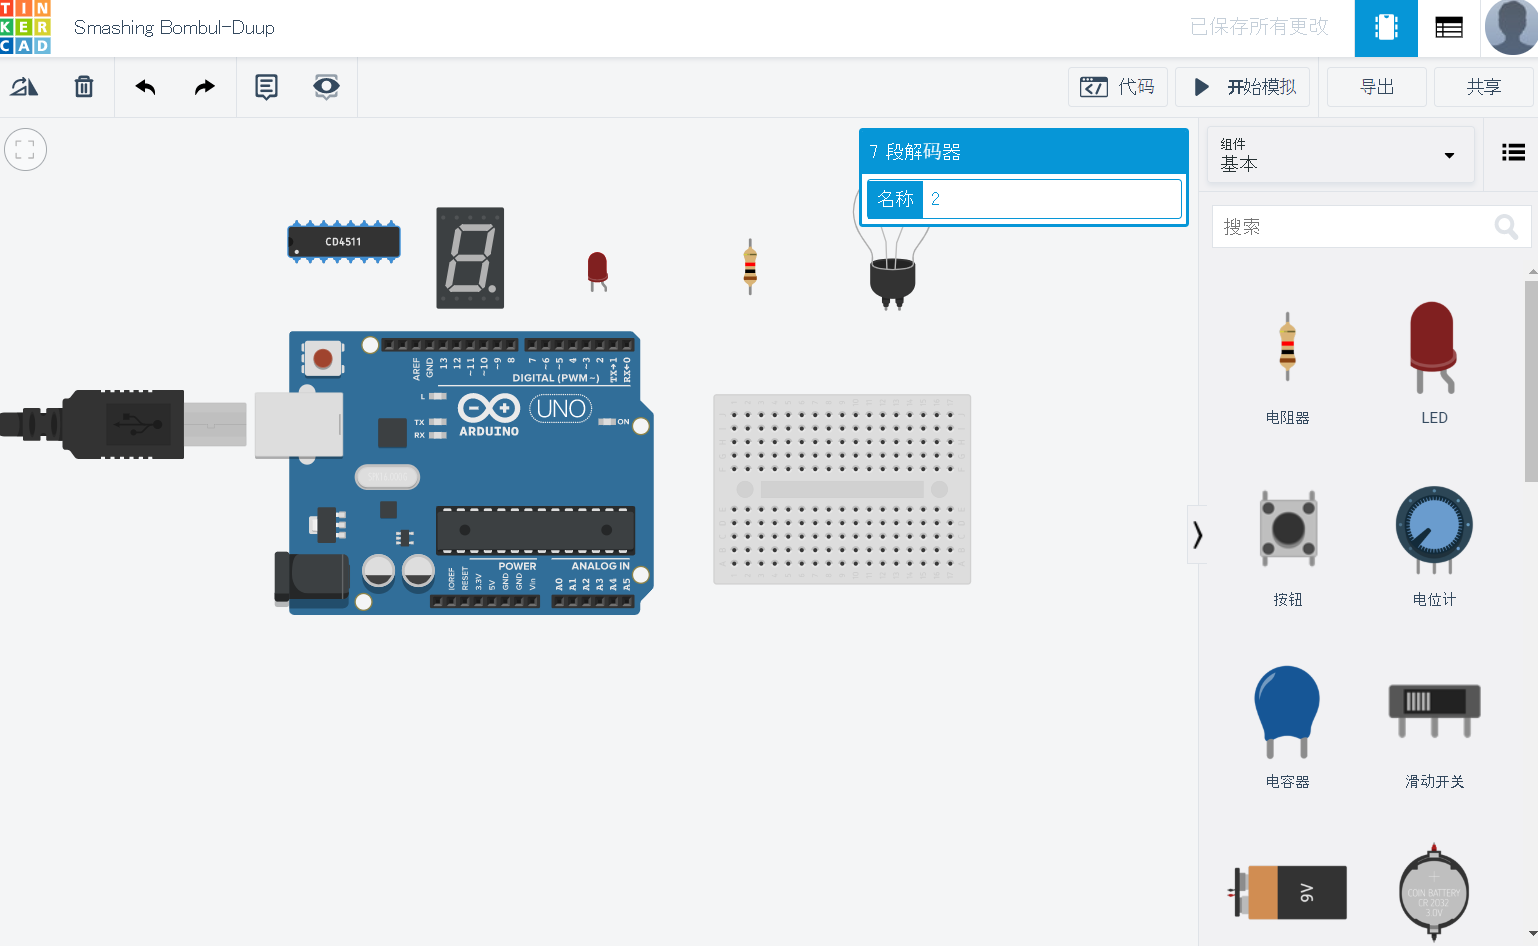 TIN
KER
CAD
Smashing Bombul-Duup
已保存所有更改
代码
开始模拟
导出
共享
7 段解码器
名称 2
组件
基本
搜索
CD4511
AREF
GND
13
12
~11
~10
~9
8
7
~6
~5
4
~3
2
TX→1
RX←0
DIGITAL (PWM~)
L
TX
RX
UNO
ARDUINO
ON
POWER
ANALOG IN
IOREF
RESET
3.3V
5V
GND
GND
Vin
A0
A1
A2
A3
A4
A5
电阻器
LED
按钮
电位计
电容器
滑动开关
9V
COIN BATTERY
CR 2032
3.0V